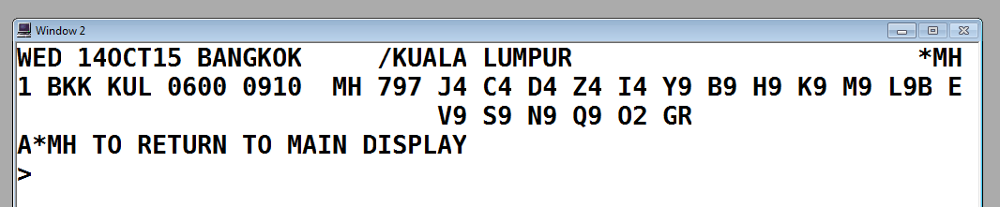 Window 2
WED 14OCT15 BANGKOK /KUALA LUMPUR *MH
1 BKK KUL 0600 0910 MH 797 J4 C4 D4 Z4 I4 Y9 B9 H9 K9 M9 L9B E
V9 S9 N9 Q9 O2 GR
A*MH TO RETURN TO MAIN DISPLAY
>